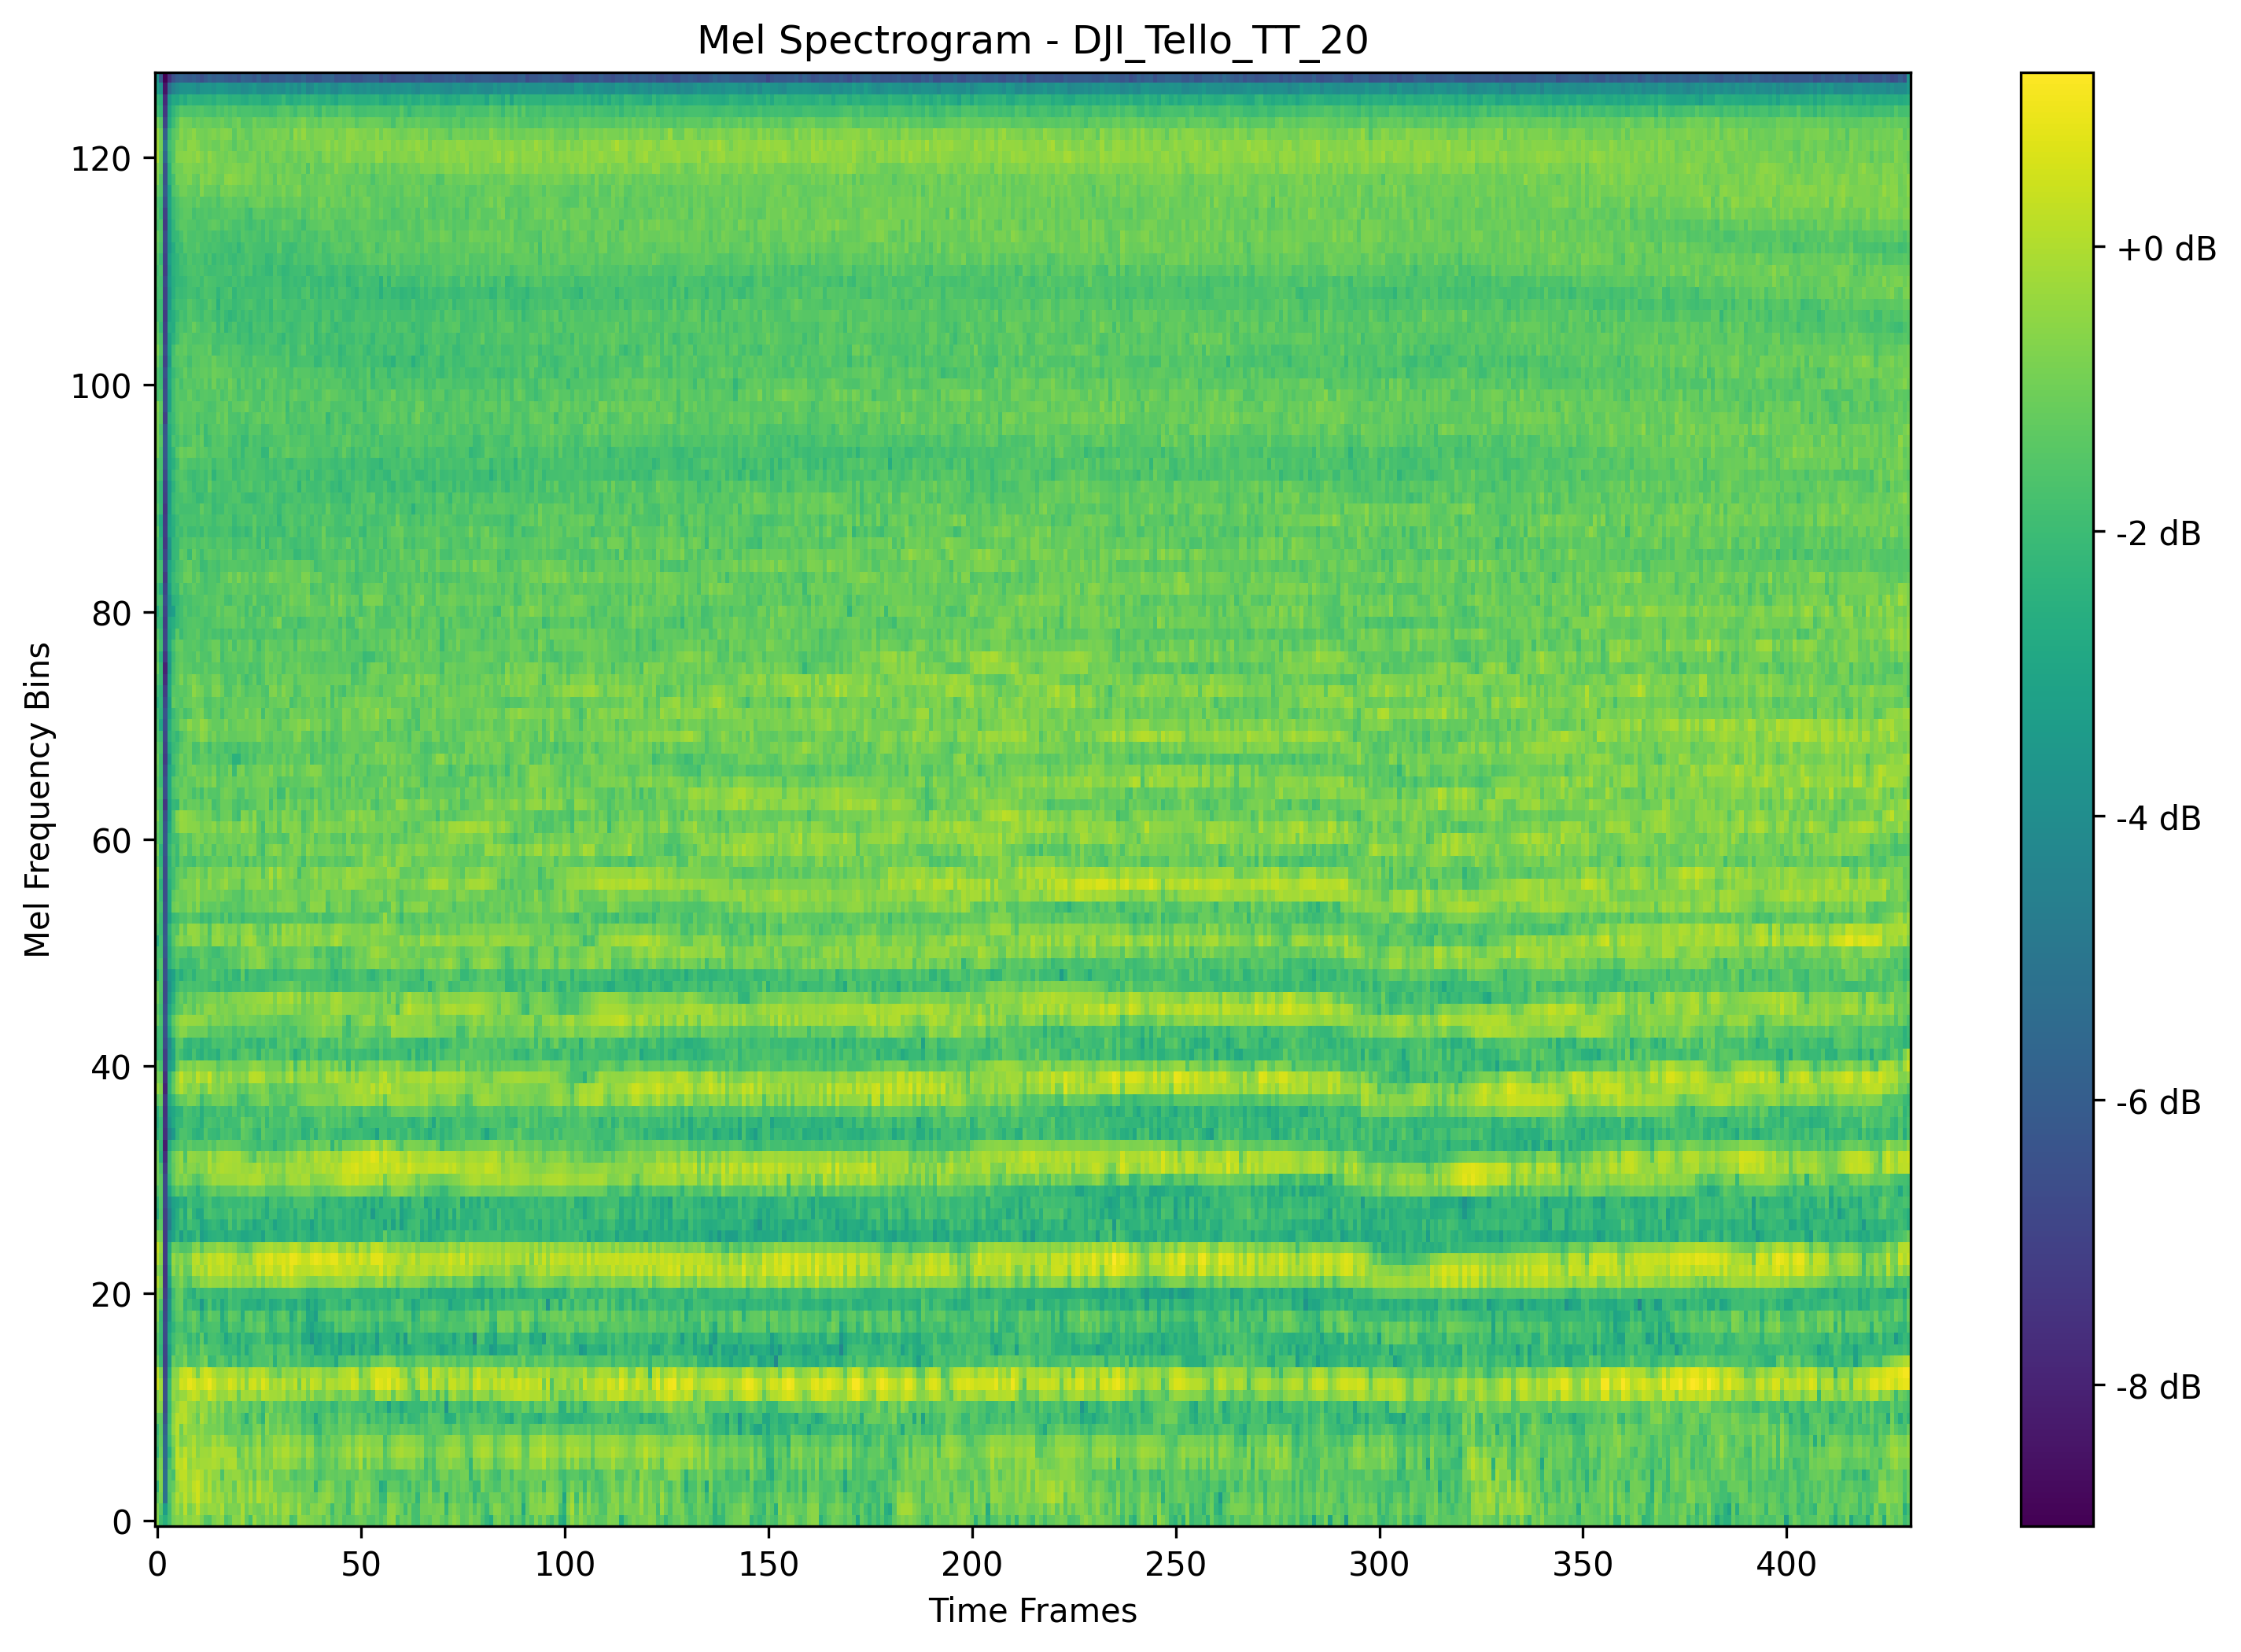 Mel Spectrogram - DJI_Tello_TT_20
120
100
80
60
40
20
0
Mel Frequency Bins
0 50 100 150 200 250 300 350 400
Time Frames
+0 dB
-2 dB
-4 dB
-6 dB
-8 dB